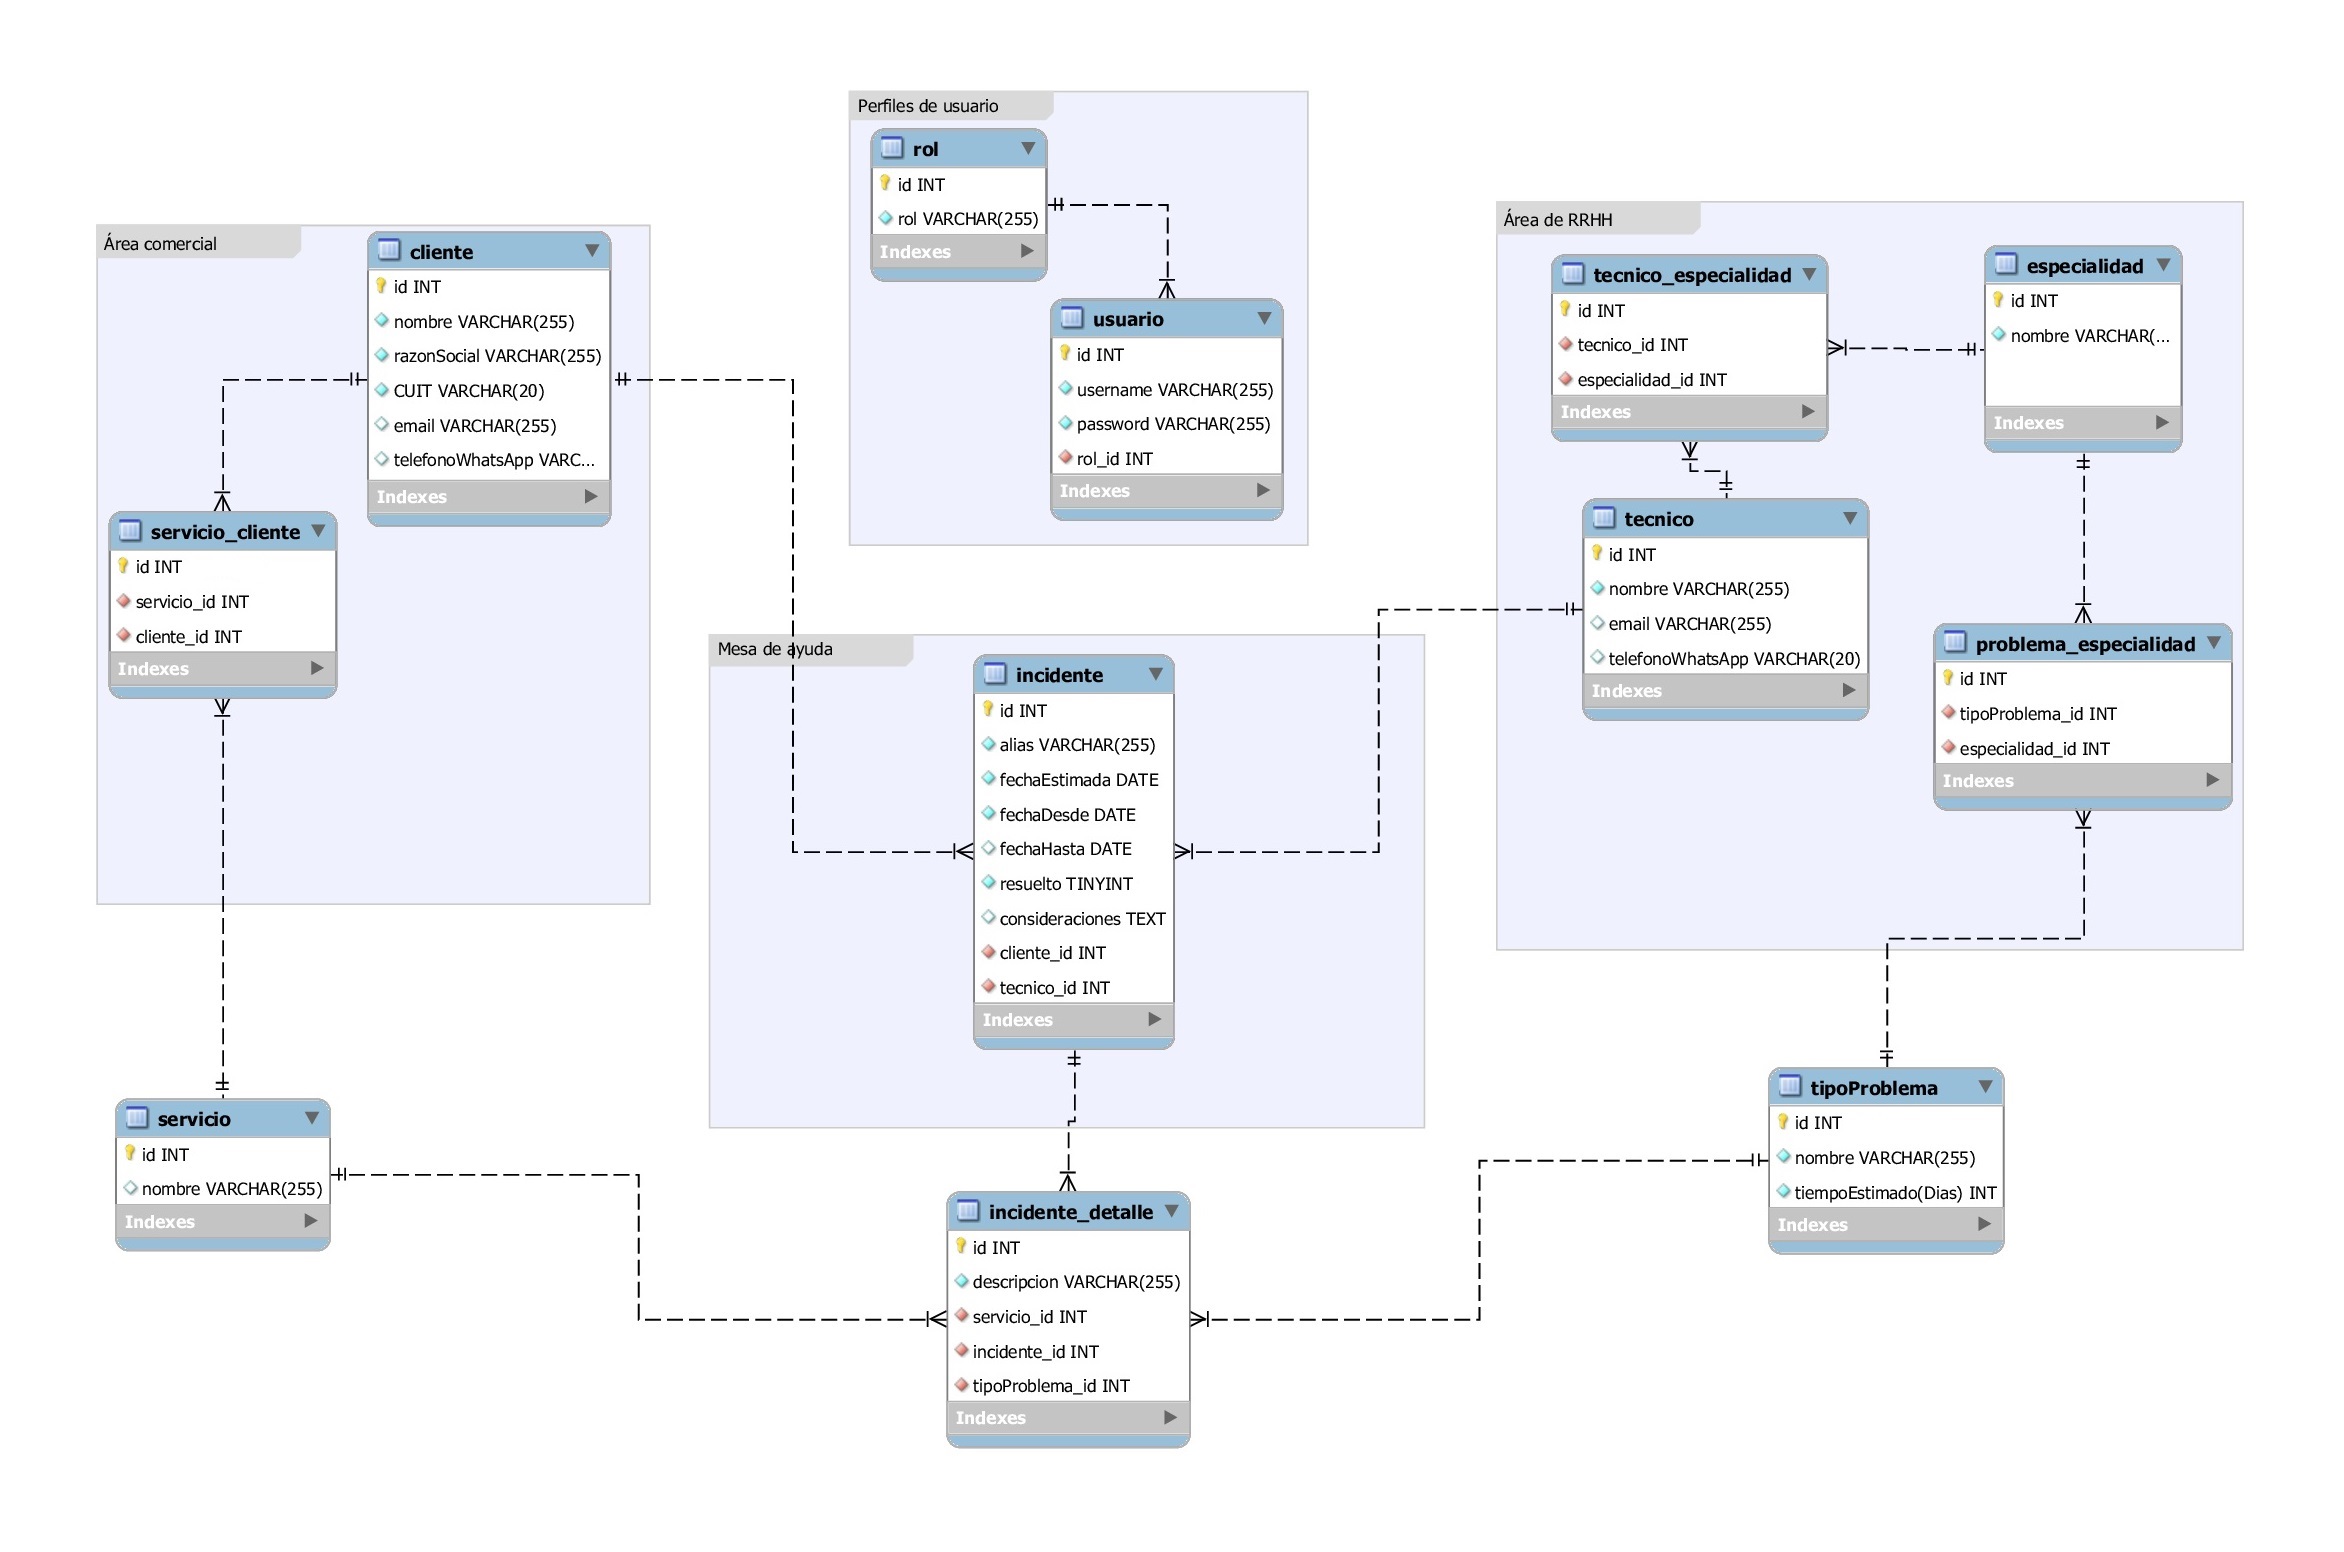 Perfiles de usuario
rol
id INT
rol VARCHAR(255)
Indexes
usuario
id INT
username VARCHAR(255)
password VARCHAR(255)
rol_id INT
Indexes
Área comercial
cliente
id INT
nombre VARCHAR(255)
razonSocial VARCHAR(255)
CUIT VARCHAR(20)
email VARCHAR(255)
telefonoWhatsApp VARC...
Indexes
servicio_cliente
id INT
servicio_id INT
cliente_id INT
Indexes
Área de RRHH
tecnico_especialidad
id INT
tecnico_id INT
especialidad_id INT
Indexes
especialidad
id INT
nombre VARCHAR(...
Indexes
tecnico
id INT
nombre VARCHAR(255)
email VARCHAR(255)
telefonoWhatsApp VARCHAR(20)
Indexes
problema_especialidad
id INT
tipoProblema_id INT
especialidad_id INT
Indexes
Mesa de ayuda
incidente
id INT
alias VARCHAR(255)
fechaEstimada DATE
fechaDesde DATE
fechaHasta DATE
resuelto TINYINT
consideraciones TEXT
cliente_id INT
tecnico_id INT
Indexes
servicio
id INT
nombre VARCHAR(255)
Indexes
tipoProblema
id INT
nombre VARCHAR(255)
tiempoEstimado(Dias) INT
Indexes
incidente_detalle
id INT
descripcion VARCHAR(255)
servicio_id INT
incidente_id INT
tipoProblema_id INT
Indexes